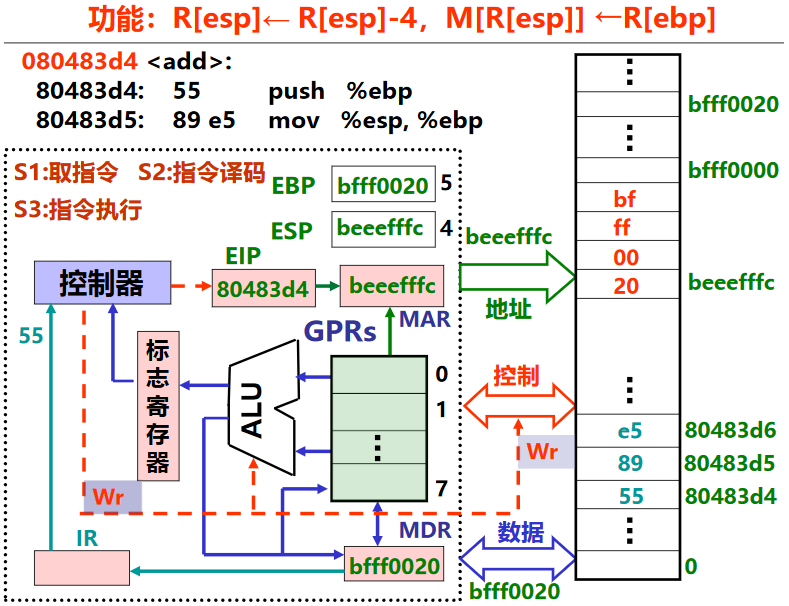 功能：R[esp]← R[esp]-4，M[R[esp]] ←R[ebp]
080483d4 <add>:
80483d4: 55 push %ebp
80483d5: 89 e5 mov %esp, %ebp
S1:取指令 S2:指令译码
S3:指令执行
EBP bfff0020 5
ESP beeefffc 4
EIP
控制器
80483d4
beeefffc
MAR
GPRs
55
标志寄存器
ALU
0
1
7
Wr
MDR
IR
bfff0020
beeefffc
地址
控制
Wr
数据
bfff0020
bfff0020
bfff0000
bf
ff
00
20 beeefffc
e5 80483d6
89 80483d5
55 80483d4
0